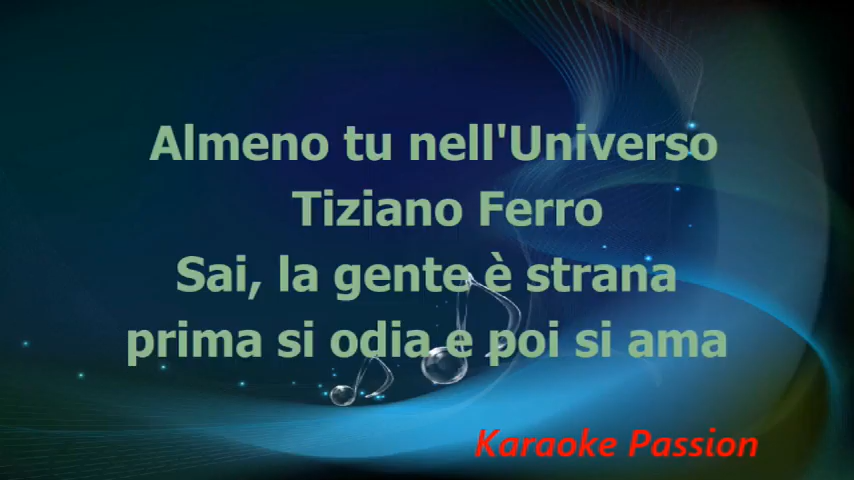 Almeno tu nell'Universo
Tiziano Ferro
Sai, la gente è strana
prima si odia e poi si ama
Karaoke Passion